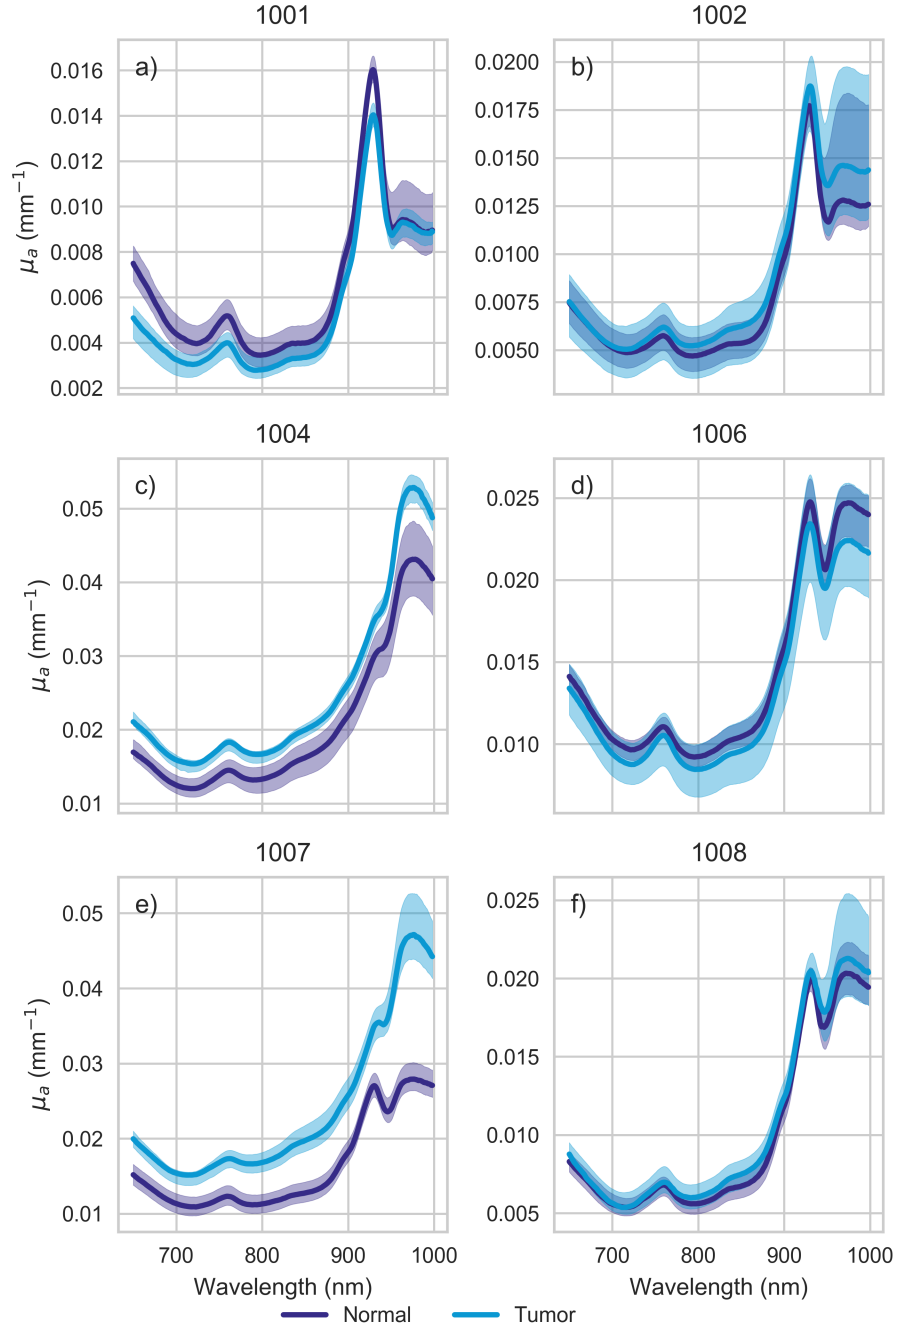 1001
1002
a)
b)
0.016
0.014
0.012
0.010
0.008
0.006
0.004
0.002
μa (mm−1)
0.0200
0.0175
0.0150
0.0125
0.0100
0.0075
0.0050
1004
1006
c)
d)
0.05
0.04
0.03
0.02
0.01
μa (mm−1)
0.025
0.020
0.015
0.010
1007
1008
e)
f)
0.05
0.04
0.03
0.02
0.01
μa (mm−1)
0.025
0.020
0.015
0.010
0.005
700 800 900 1000
700 800 900 1000
Wavelength (nm)
Wavelength (nm)
Normal Tumor